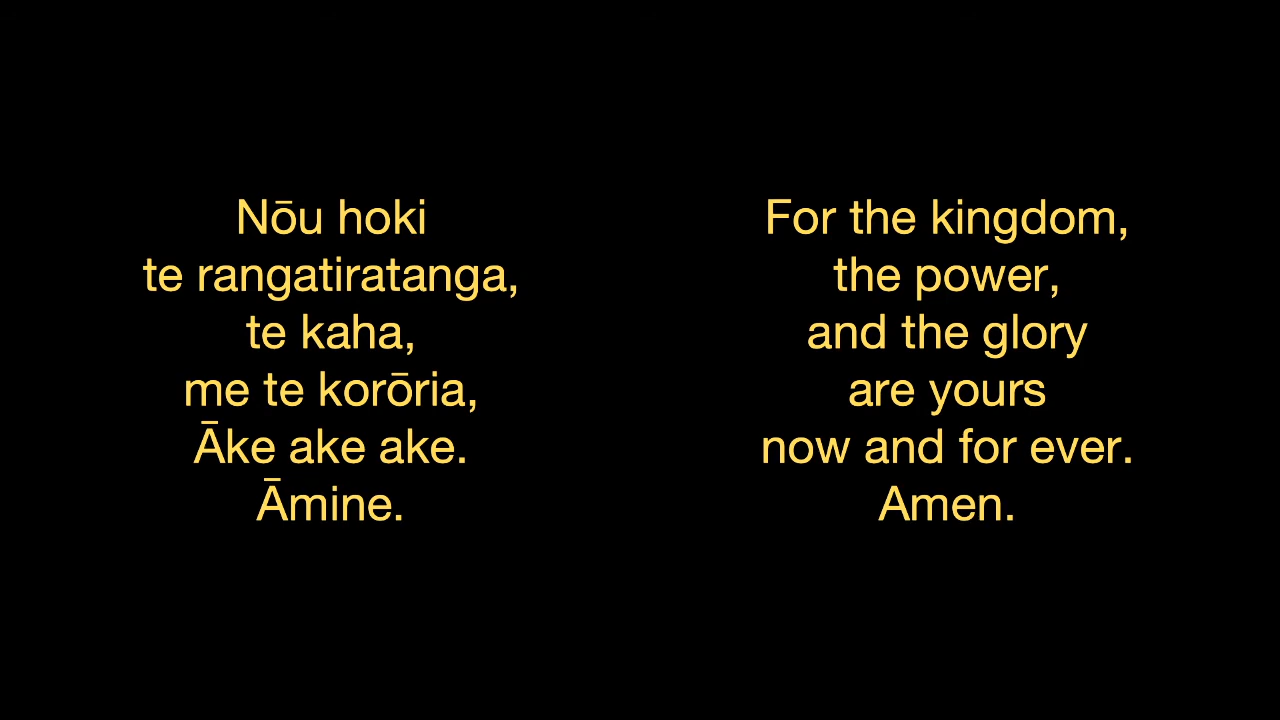 Nōu hoki
te rangatiratanga,
te kaha,
me te korōria,
Āke ake ake.
Āmine.
For the kingdom,
the power,
and the glory
are yours
now and for ever.
Amen.